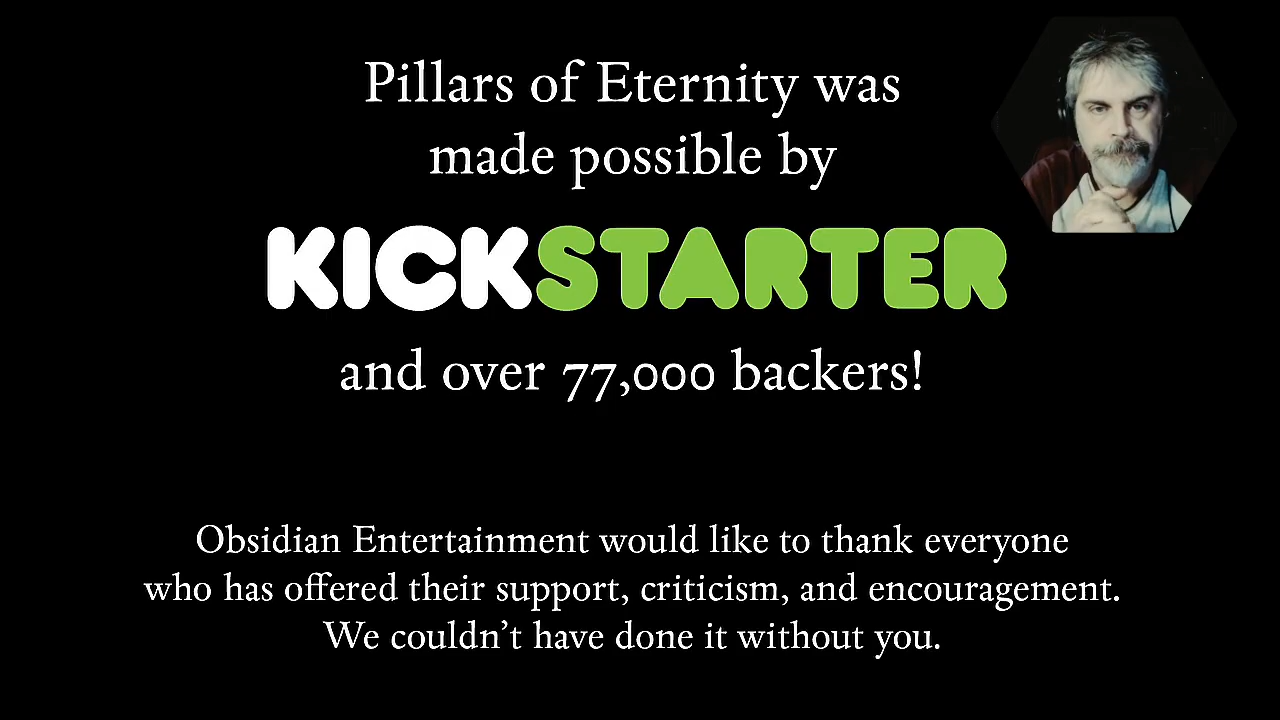 Pillars of Eternity was
made possible by
KICKSTARTER
and over 77,000 backers!
Obsidian Entertainment would like to thank everyone
who has offered their support, criticism, and encouragement.
We couldn’t have done it without you.